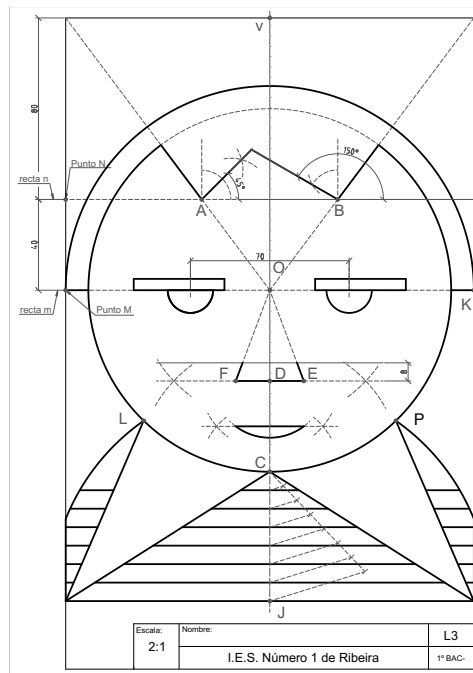 v
80
Punto N
recta n
150°
45°
A
B
40
70
O
recta m
Punto M
K
8
F
D
E
L
P
C
J
Escala:
2:1
Nombre:
L3
I.E.S. Número 1 de Ribeira
1º BAC-